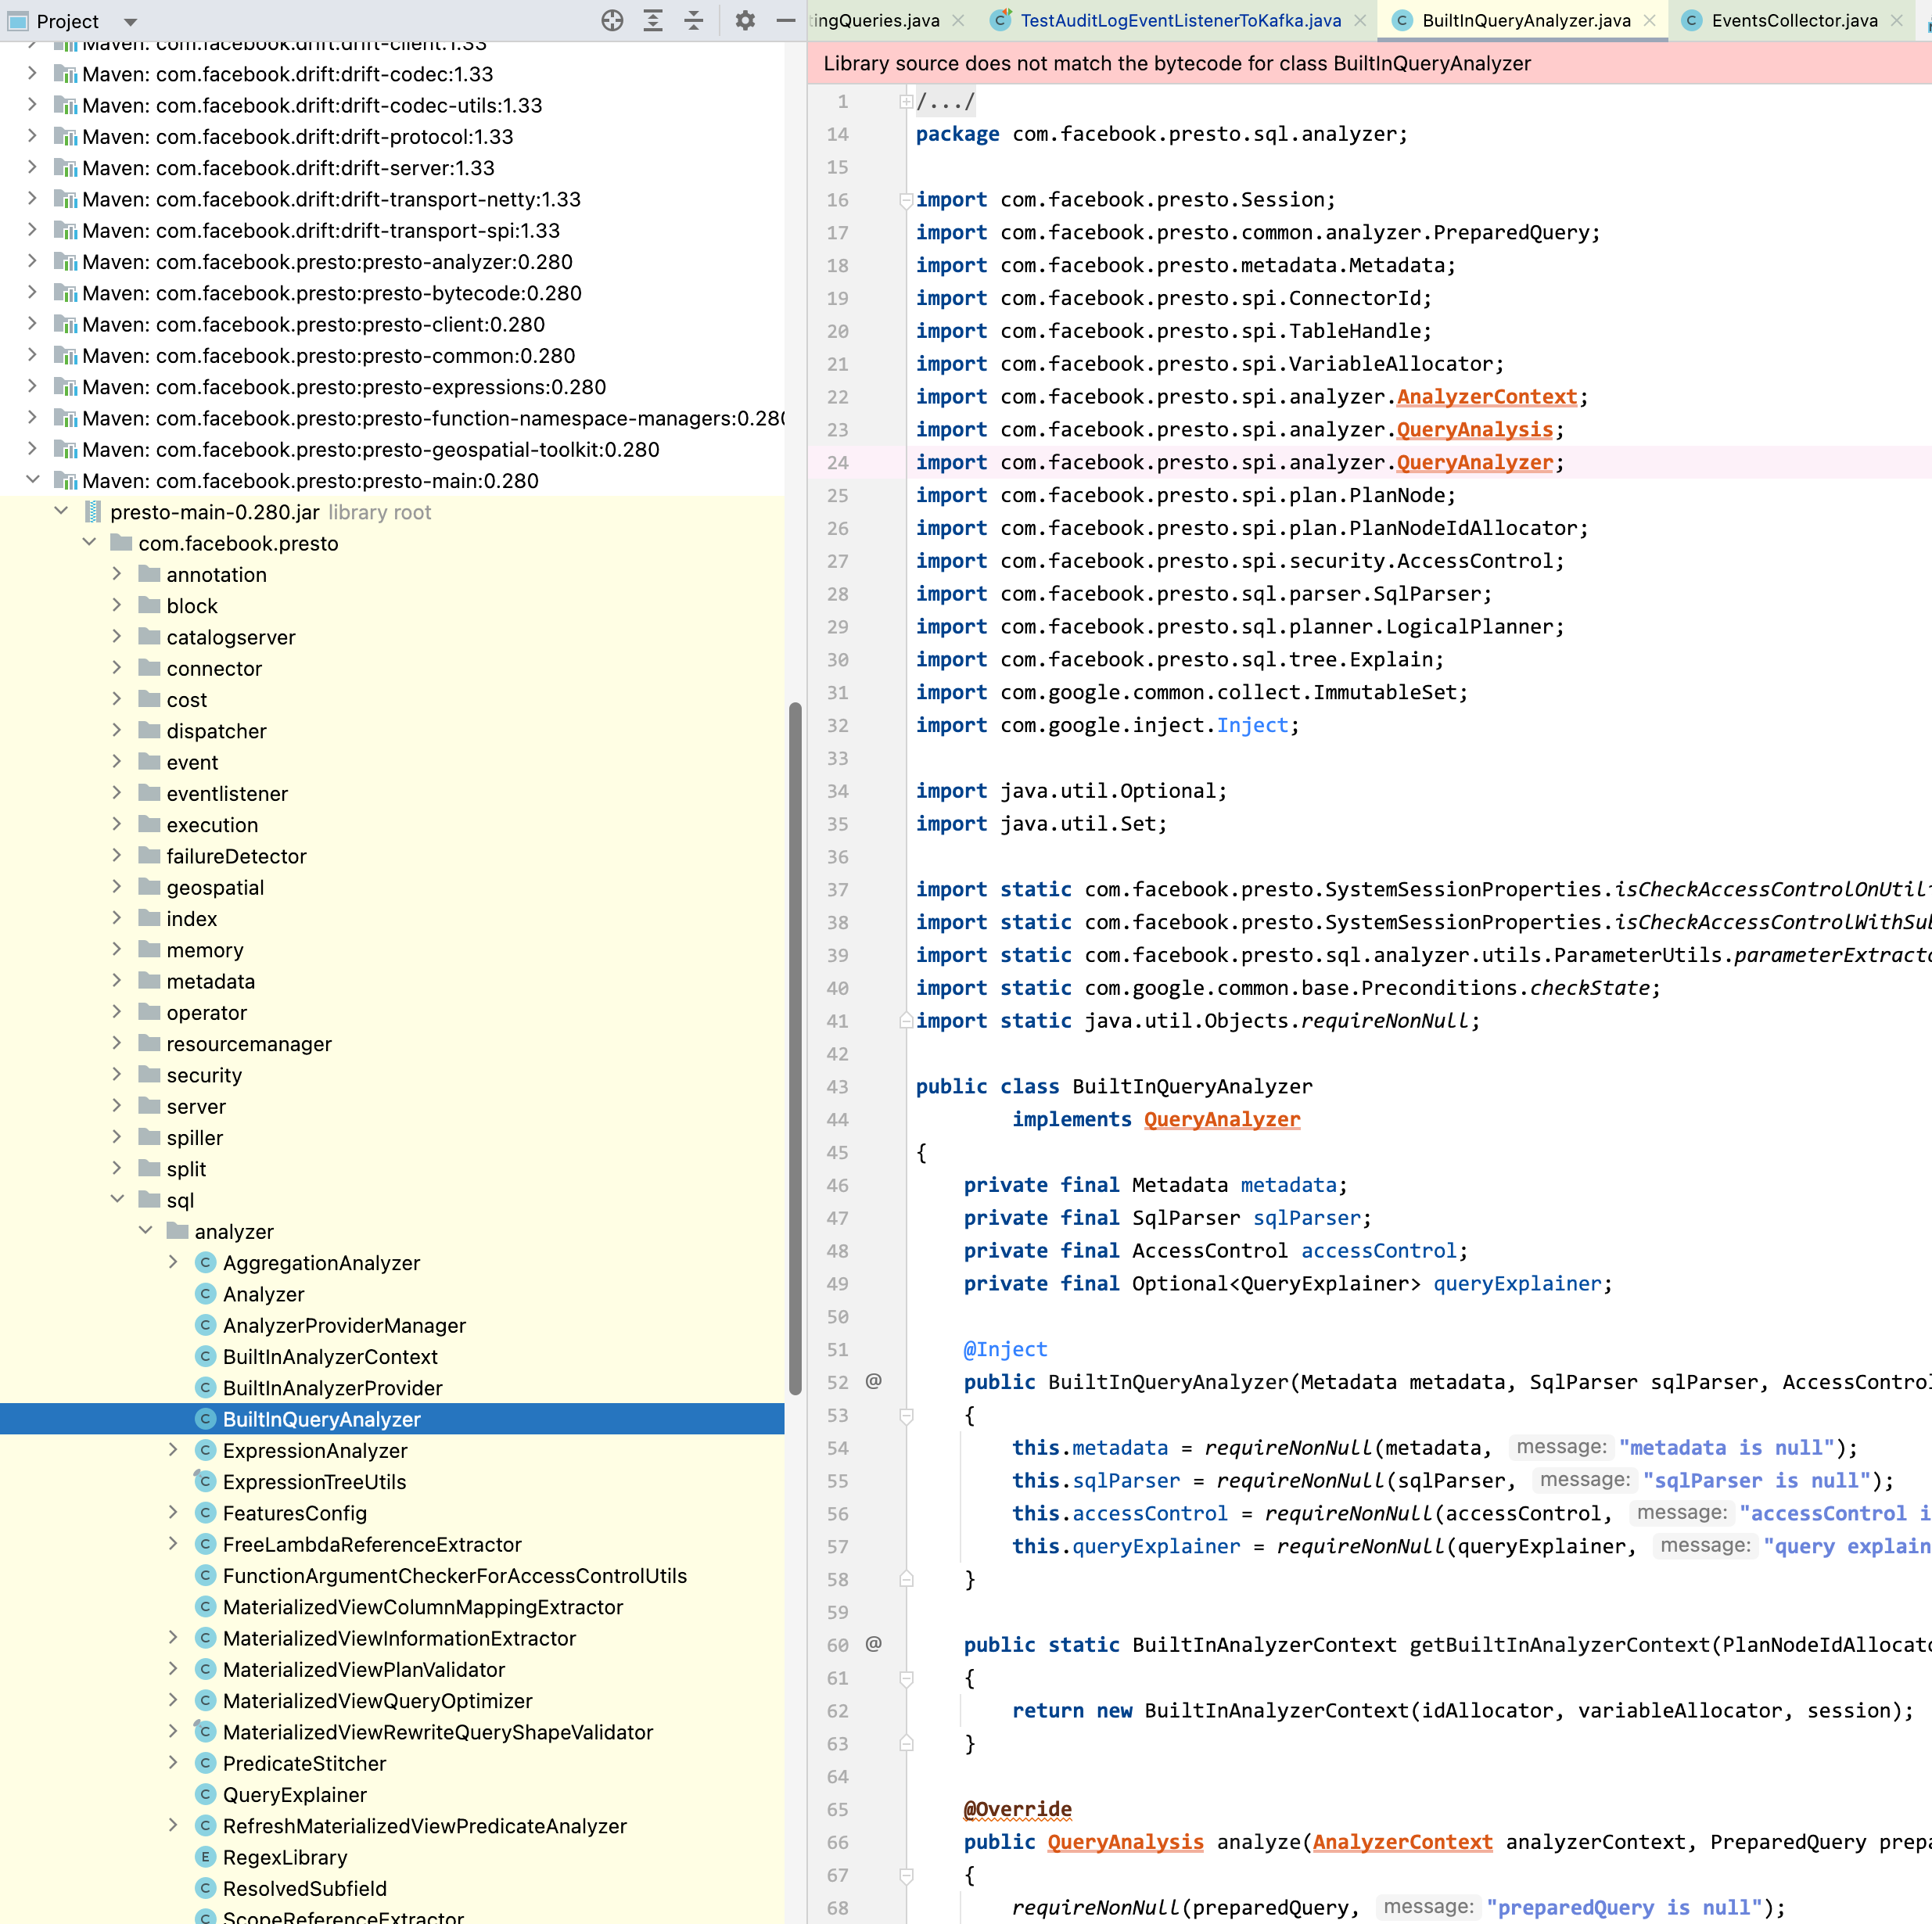 Project
Maven: com.facebook.drift:drift-client:1.33
Maven: com.facebook.drift:drift-codec:1.33
Maven: com.facebook.drift:drift-codec-utils:1.33
Maven: com.facebook.drift:drift-protocol:1.33
Maven: com.facebook.drift:drift-server:1.33
Maven: com.facebook.drift:drift-transport-netty:1.33
Maven: com.facebook.drift:drift-transport-spi:1.33
Maven: com.facebook.presto:presto-analyzer:0.280
Maven: com.facebook.presto:presto-bytecode:0.280
Maven: com.facebook.presto:presto-client:0.280
Maven: com.facebook.presto:presto-common:0.280
Maven: com.facebook.presto:presto-expressions:0.280
Maven: com.facebook.presto:presto-function-namespace-managers:0.280
Maven: com.facebook.presto:presto-geospatial-toolkit:0.280
Maven: com.facebook.presto:presto-main:0.280
presto-main-0.280.jar library root
com.facebook.presto
annotation
block
catalogserver
connector
cost
dispatcher
event
eventlistener
execution
failureDetector
geospatial
index
memory
metadata
operator
resourcemanager
security
server
spiller
split
sql
analyzer
AggregationAnalyzer
Analyzer
AnalyzerProviderManager
BuiltInAnalyzerContext
BuiltInAnalyzerProvider
BuiltInQueryAnalyzer
ExpressionAnalyzer
ExpressionTreeUtils
FeaturesConfig
FreeLambdaReferenceExtractor
FunctionArgumentCheckerForAccessControlUtils
MaterializedViewColumnMappingExtractor
MaterializedViewInformationExtractor
MaterializedViewPlanValidator
MaterializedViewQueryOptimizer
MaterializedViewRewriteQueryShapeValidator
PredicateStitcher
QueryExplainer
RefreshMaterializedViewPredicateAnalyzer
RegexLibrary
ResolvedSubfield
ScopeReferenceExtractor
tingQueries.java TestAuditLogEventListenerToKafka.java BuiltInQueryAnalyzer.java EventsCollector.java
Library source does not match the bytecode for class BuiltInQueryAnalyzer
1 /.../
14 package com.facebook.presto.sql.analyzer;
15
16 import com.facebook.presto.Session;
17 import com.facebook.presto.common.analyzer.PreparedQuery;
18 import com.facebook.presto.metadata.Metadata;
19 import com.facebook.presto.spi.ConnectorId;
20 import com.facebook.presto.spi.TableHandle;
21 import com.facebook.presto.spi.VariableAllocator;
22 import com.facebook.presto.spi.analyzer.AnalyzerContext;
23 import com.facebook.presto.spi.analyzer.QueryAnalysis;
24 import com.facebook.presto.spi.analyzer.QueryAnalyzer;
25 import com.facebook.presto.spi.plan.PlanNode;
26 import com.facebook.presto.spi.plan.PlanNodeIdAllocator;
27 import com.facebook.presto.spi.security.AccessControl;
28 import com.facebook.presto.sql.parser.SqlParser;
29 import com.facebook.presto.sql.planner.LogicalPlanner;
30 import com.facebook.presto.sql.tree.Explain;
31 import com.google.common.collect.ImmutableSet;
32 import com.google.inject.Inject;
33
34 import java.util.Optional;
35 import java.util.Set;
36
37 import static com.facebook.presto.SystemSessionProperties.isCheckAccessControlOnUtili
38 import static com.facebook.presto.SystemSessionProperties.isCheckAccessControlWithSub
39 import static com.facebook.presto.sql.analyzer.utils.ParameterUtils.parameterExtracto
40 import static com.google.common.base.Preconditions.checkState;
41 import static java.util.Objects.requireNonNull;
42
43 public class BuiltInQueryAnalyzer
44 implements QueryAnalyzer
45 {
46 private final Metadata metadata;
47 private final SqlParser sqlParser;
48 private final AccessControl accessControl;
49 private final Optional<QueryExplainer> queryExplainer;
50
51 @Inject
52 @ public BuiltInQueryAnalyzer(Metadata metadata, SqlParser sqlParser, AccessControl
53 {
54 this.metadata = requireNonNull(metadata, message: "metadata is null");
55 this.sqlParser = requireNonNull(sqlParser, message: "sqlParser is null");
56 this.accessControl = requireNonNull(accessControl, message: "accessControl i
57 this.queryExplainer = requireNonNull(queryExplainer, message: "query explain
58 }
59
60 @ public static BuiltInAnalyzerContext getBuiltInAnalyzerContext(PlanNodeIdAllocato
61 {
62 return new BuiltInAnalyzerContext(idAllocator, variableAllocator, session);
63 }
64
65 @Override
66 public QueryAnalysis analyze(AnalyzerContext analyzerContext, PreparedQuery prepa
67 {
68 requireNonNull(preparedQuery, message: "preparedQuery is null");